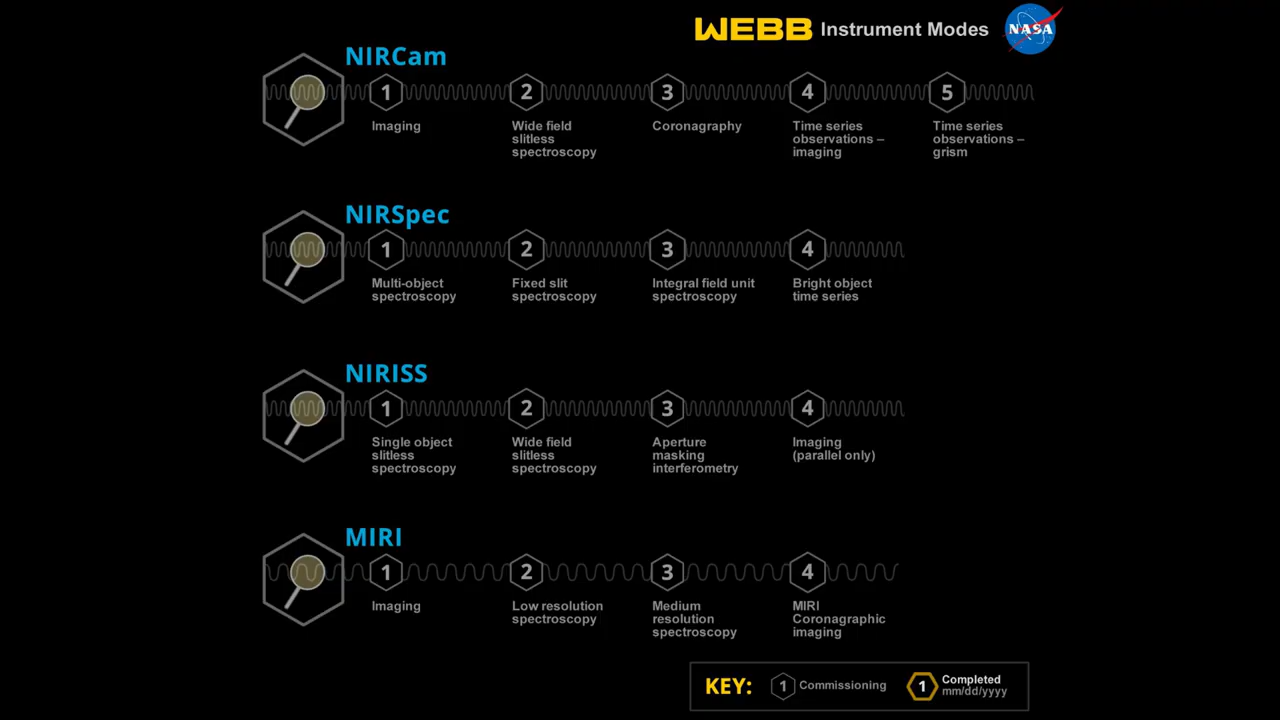 WEBB Instrument Modes NASA
NIRCam
1 2 3 4 5
Imaging Wide field Coronagraphy Time series Time series
slitless observations – observations –
spectroscopy imaging grism
NIRSpec
1 2 3 4
Multi-object Fixed slit Integral field unit Bright object
spectroscopy spectroscopy spectroscopy time series
NIRISS
1 2 3 4
Single object Wide field Aperture Imaging
slitless slitless masking (parallel only)
spectroscopy spectroscopy interferometry
MIRI
1 2 3 4
Imaging Low resolution Medium MIRI
spectroscopy resolution Coronagraphic
spectroscopy imaging
KEY: 1 Commissioning 1 Completed
mm/dd/yyyy